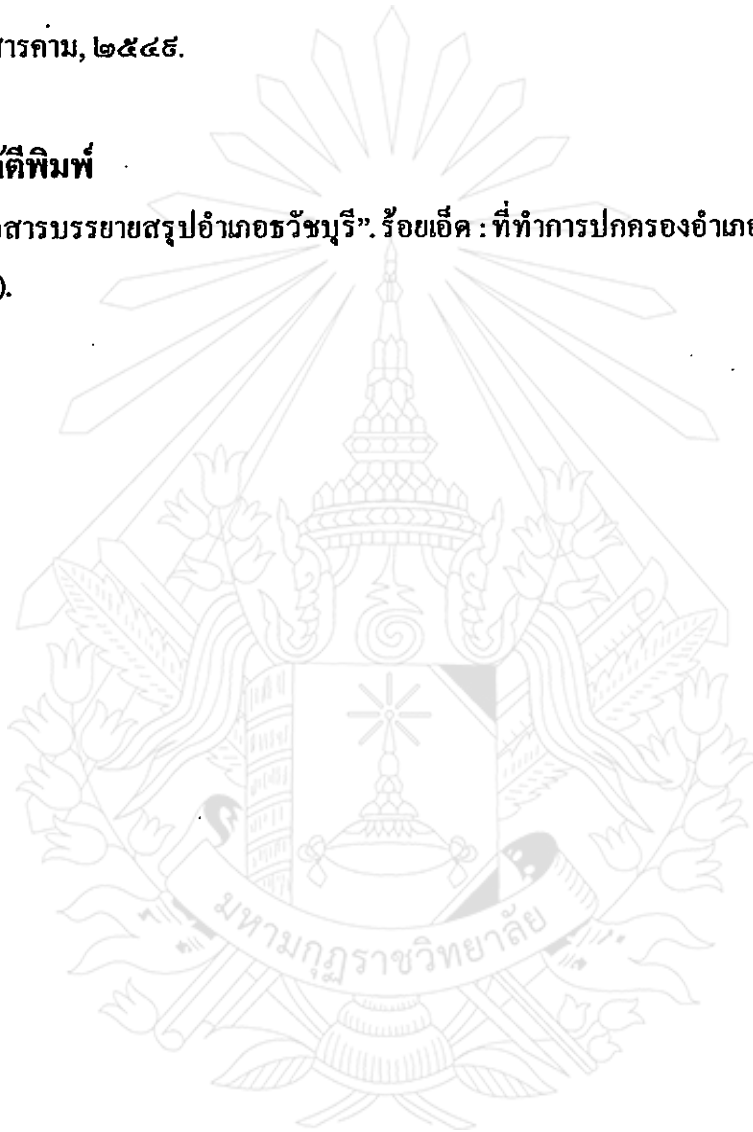 สารคาม, ๒๕๔๙.
ตีพิมพ์
สารบรรยายสรุปอำเภอธวัชบุรี”. ร้อยเอ็ด : ที่ทำการปกครองอำเภอ
).
มหามกุฏราชวิทยาลัย